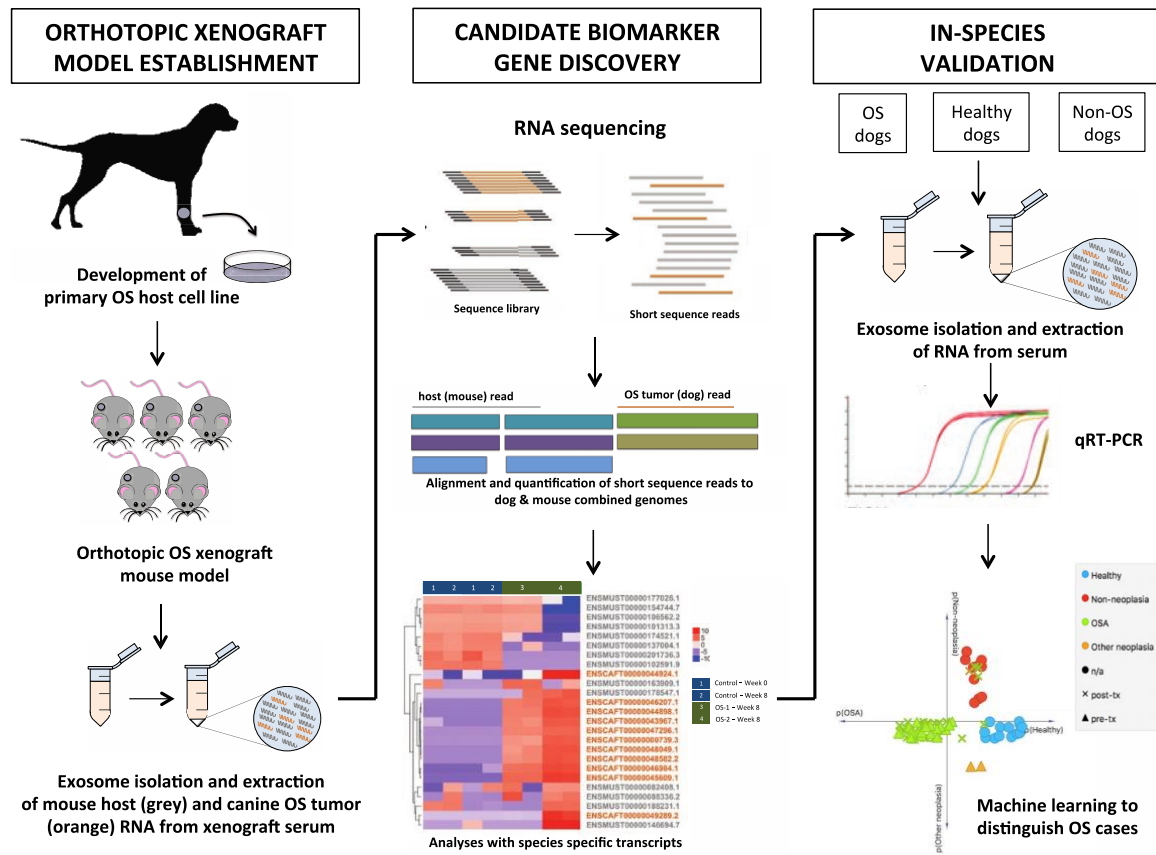 ORTHOTOPIC XENOGRAFT
MODEL ESTABLISHMENT
Development of
primary OS host cell line
Orthotopic OS xenograft
mouse model
Exosome isolation and extraction
of mouse host (grey) and canine OS tumor
(orange) RNA from xenograft serum
CANDIDATE BIOMARKER
GENE DISCOVERY
RNA sequencing
Sequence library
Short sequence reads
host (mouse) read
OS tumor (dog) read
Alignment and quantification of short sequence reads to
dog & mouse combined genomes
1 2 1 2 3 4
ENSMUST00000177026.1
ENSMUST00000154744.7
ENSMUST00000106562.2
ENSMUST00000101313.3
ENSMUST00000174521.1
ENSMUST00000137004.1
ENSMUST00000201736.3
ENSMUST00000102591.9
ENSCAFT00000044924.1
ENSMUST00000163909.1
ENSMUST00000178547.1
ENSCAFT00000046207.1
ENSCAFT00000044898.1
ENSCAFT00000043967.1
ENSCAFT00000047296.1
ENSCAFT00000000739.3
ENSCAFT00000048049.1
ENSCAFT00000048582.2
ENSCAFT00000046984.1
ENSCAFT00000045609.1
ENSMUST00000082408.1
ENSMUST00000088336.2
ENSMUST00000188231.1
ENSCAFT00000049289.2
ENSMUST00000146694.7
10
5
0
-5
-10
1 Control – Week 0
2 Control – Week 8
3 OS-1 – Week 8
4 OS-2 – Week 8
Analyses with species specific transcripts
IN-SPECIES
VALIDATION
OS
dogs
Healthy
dogs
Non-OS
dogs
Exosome isolation and extraction
of RNA from serum
qRT-PCR
p(Non-neoplasia)
p(OSA)
p(Healthy)
p(Other neoplasia)
Healthy
Non-neoplasia
OSA
Other neoplasia
n/a
post-tx
pre-tx
Machine learning to
distinguish OS cases